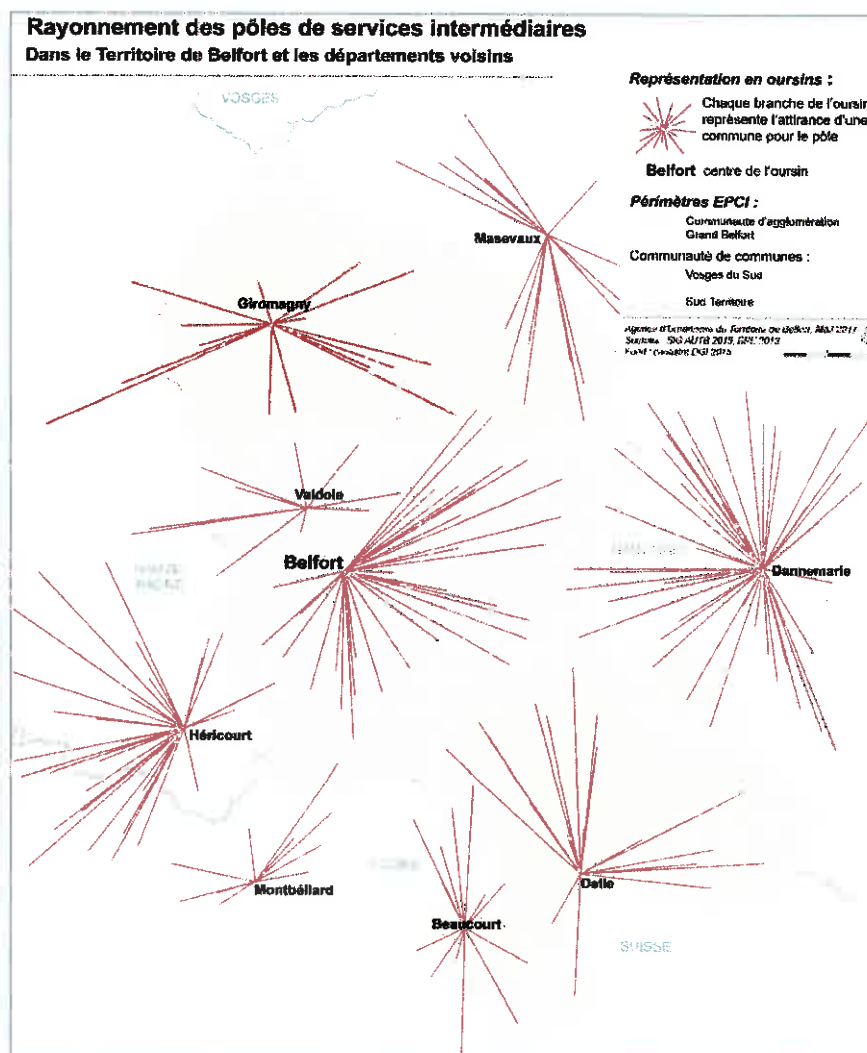 Rayonnement des pôles de services intermédiaires
Dans le Territoire de Belfort et les départements voisins
Représentation en oursins :
Chaque branche de l'oursin
représente l'attirance d'une
commune pour le pôle
Belfort centre de l'oursin
Périmètres EPCI :
Communauté d'agglomération
Grand Belfort
Communauté de communes :
Vosges du Sud
Sud Territoire
VOSGES
Masevaux
Giromagny
Valdoie
Belfort
Dannemarie
Héricourt
Montbéliard
Delle
Beaucourt
SUISSE